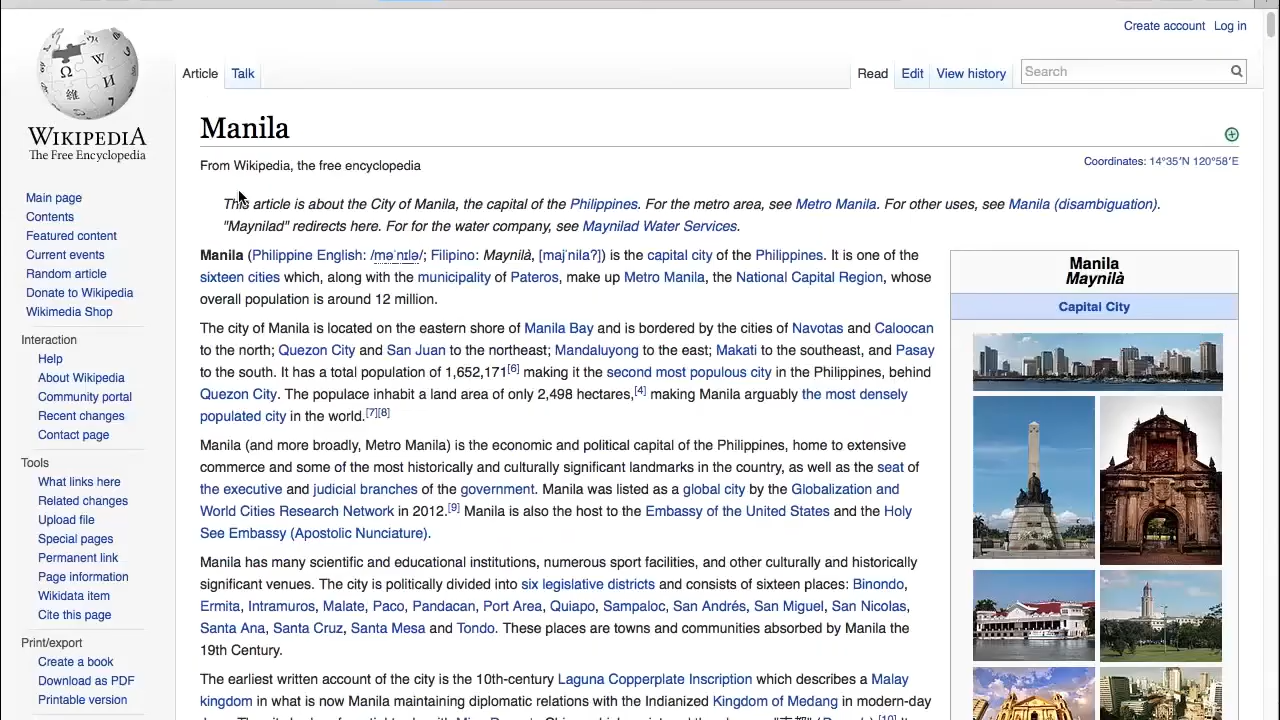 Create account Log in
Article Talk
Read Edit View history Search
WIKIPEDIA
The Free Encyclopedia
Main page
Contents
Featured content
Current events
Random article
Donate to Wikipedia
Wikimedia Shop
Interaction
Help
About Wikipedia
Community portal
Recent changes
Contact page
Tools
What links here
Related changes
Upload file
Special pages
Permanent link
Page information
Wikidata item
Cite this page
Print/export
Create a book
Download as PDF
Printable version
Manila
From Wikipedia, the free encyclopedia
Coordinates: 14°35′N 120°58′E
This article is about the City of Manila, the capital of the Philippines. For the metro area, see Metro Manila. For other uses, see Manila (disambiguation).
"Maynilad" redirects here. For for the water company, see Maynilad Water Services.
Manila (Philippine English: /məˈnɪlə/; Filipino: Maynilà, [majˈnila?]) is the capital city of the Philippines. It is one of the
sixteen cities which, along with the municipality of Pateros, make up Metro Manila, the National Capital Region, whose
overall population is around 12 million.
The city of Manila is located on the eastern shore of Manila Bay and is bordered by the cities of Navotas and Caloocan
to the north; Quezon City and San Juan to the northeast; Mandaluyong to the east; Makati to the southeast, and Pasay
to the south. It has a total population of 1,652,171[6] making it the second most populous city in the Philippines, behind
Quezon City. The populace inhabit a land area of only 2,498 hectares,[4] making Manila arguably the most densely
populated city in the world.[7][8]
Manila (and more broadly, Metro Manila) is the economic and political capital of the Philippines, home to extensive
commerce and some of the most historically and culturally significant landmarks in the country, as well as the seat of
the executive and judicial branches of the government. Manila was listed as a global city by the Globalization and
World Cities Research Network in 2012.[9] Manila is also the host to the Embassy of the United States and the Holy
See Embassy (Apostolic Nunciature).
Manila has many scientific and educational institutions, numerous sport facilities, and other culturally and historically
significant venues. The city is politically divided into six legislative districts and consists of sixteen places: Binondo,
Ermita, Intramuros, Malate, Paco, Pandacan, Port Area, Quiapo, Sampaloc, San Andrés, San Miguel, San Nicolas,
Santa Ana, Santa Cruz, Santa Mesa and Tondo. These places are towns and communities absorbed by Manila the
19th Century.
The earliest written account of the city is the 10th-century Laguna Copperplate Inscription which describes a Malay
kingdom in what is now Manila maintaining diplomatic relations with the Indianized Kingdom of Medang in modern-day
Manila
Maynilà
Capital City